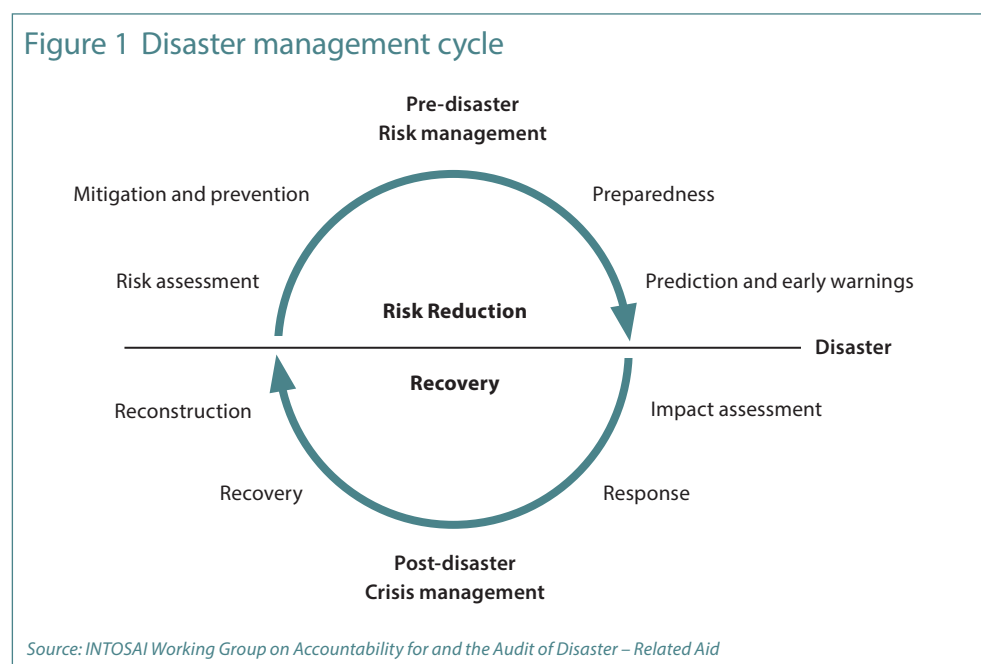 Figure 1 Disaster management cycle
Pre-disaster
Risk management
Mitigation and prevention
Preparedness
Risk assessment
Prediction and early warnings
Risk Reduction
Disaster
Recovery
Reconstruction
Impact assessment
Recovery
Response
Post-disaster
Crisis management
Source: INTOSAI Working Group on Accountability for and the Audit of Disaster – Related Aid